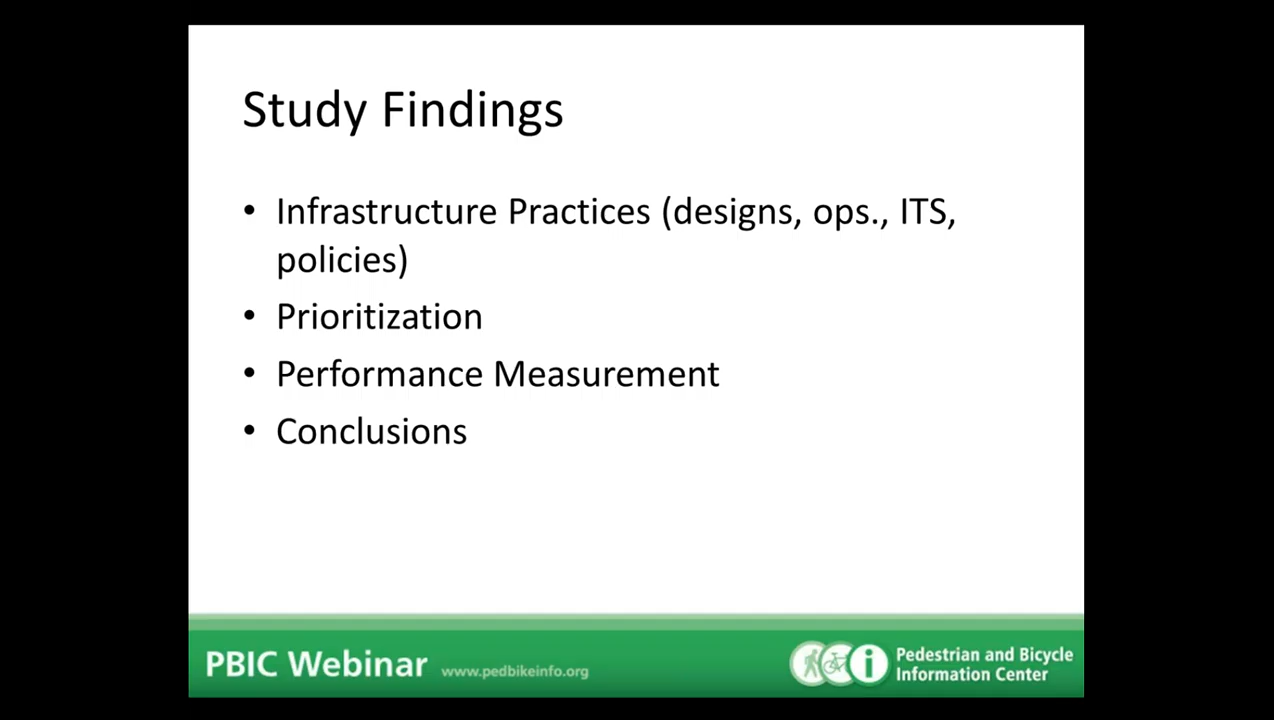 Study Findings
• Infrastructure Practices (designs, ops., ITS,
policies)
• Prioritization
• Performance Measurement
• Conclusions
PBIC Webinar www.pedbikeinfo.org
i Pedestrian and Bicycle
Information Center